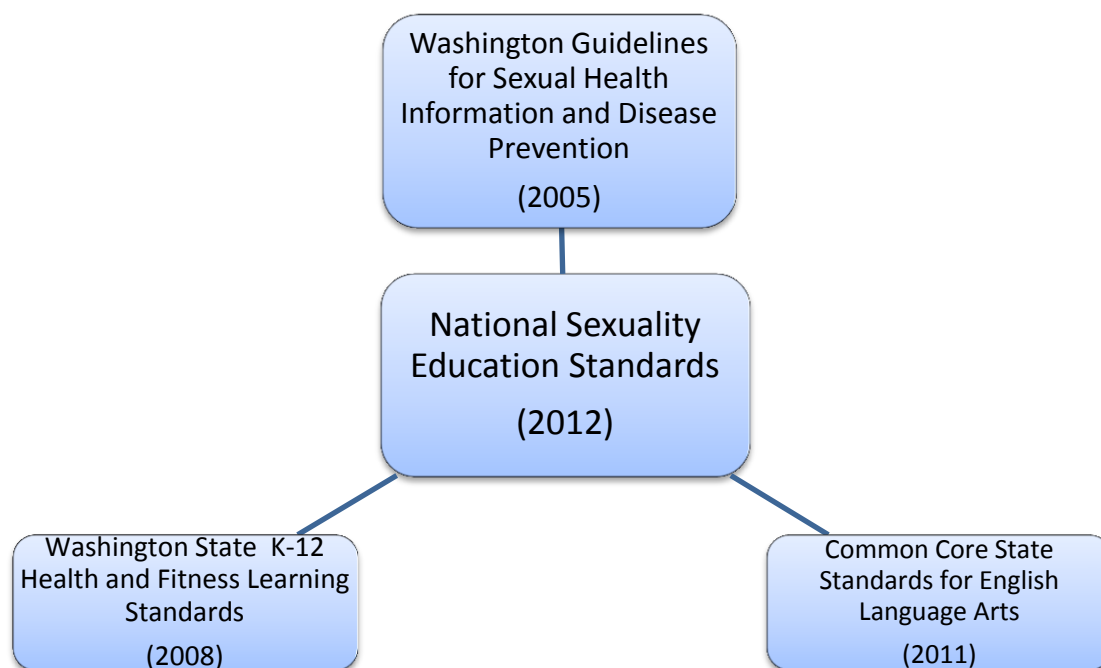 Washington Guidelines
for Sexual Health
Information and Disease
Prevention
(2005)
National Sexuality
Education Standards
(2012)
Washington State  K-12
Health and Fitness Learning
Standards
(2008)
Common Core State
Standards for English
Language Arts
(2011)